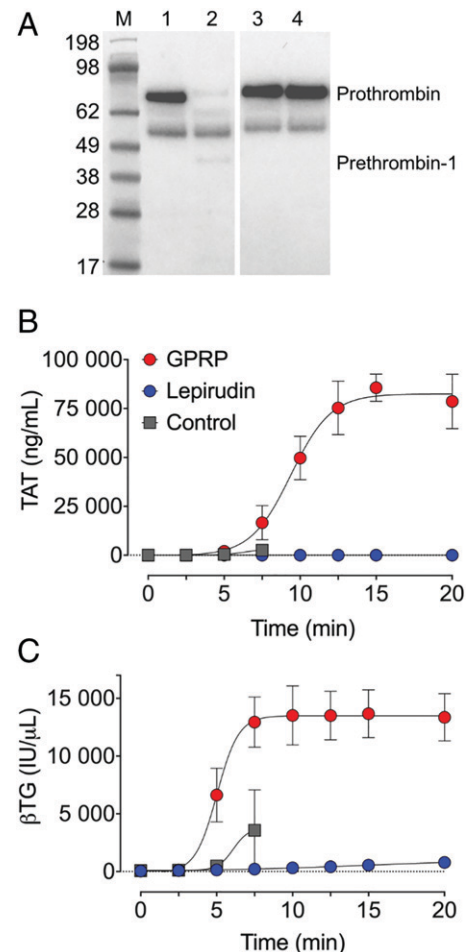 A
M 1 2 3 4
198
98
62
49
38
28
17
Prothrombin
Prethrombin-1
B
TAT (ng/mL)
100 000
75 000
50 000
25 000
0
GPRP
Lepirudin
Control
0 5 10 15 20
Time (min)
C
βTG (IU/μL)
15 000
10 000
5 000
0
0 5 10 15 20
Time (min)